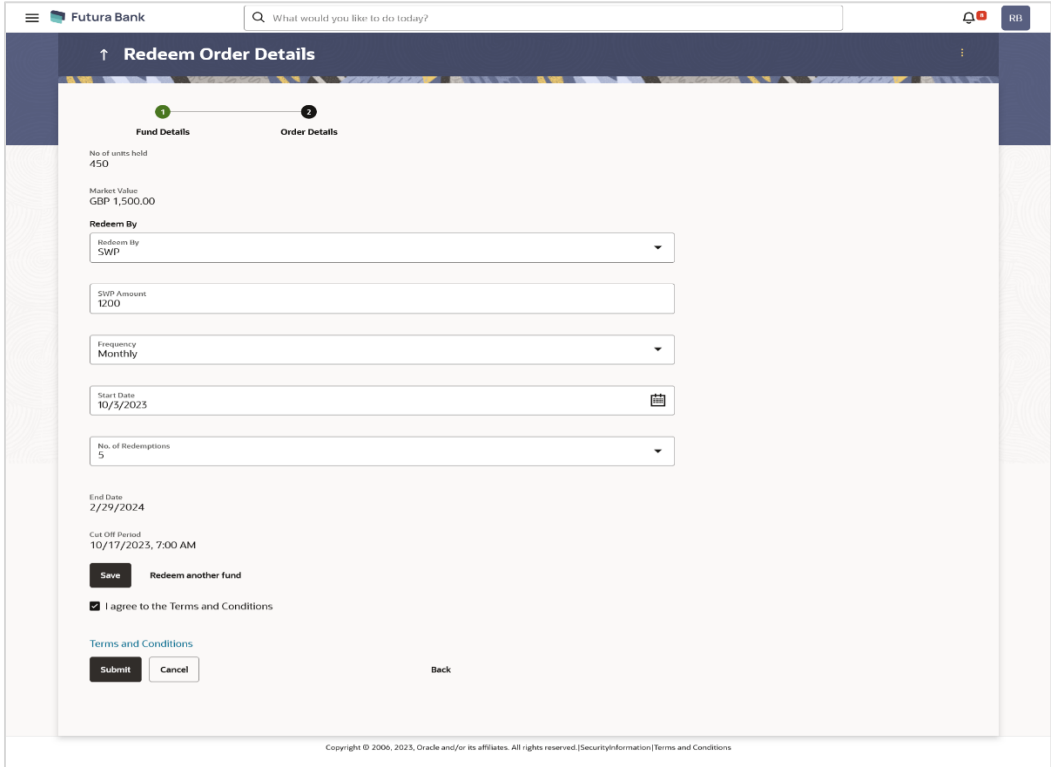 Futura Bank
What would you like to do today?
RB
Redeem Order Details
1
2
Fund Details
Order Details
No of units held
450
Market Value
GBP 1,500.00
Redeem By
Redeem By
SWP
SWP Amount
1200
Frequency
Monthly
Start Date
10/3/2023
No. of Redemptions
5
End Date
2/29/2024
Cut Off Period
10/17/2023, 7:00 AM
Save Redeem another fund
I agree to the Terms and Conditions
Terms and Conditions
Submit Cancel Back
Copyright © 2006, 2023, Oracle and/or its affiliates. All rights reserved.|SecurityInformation|Terms and Conditions